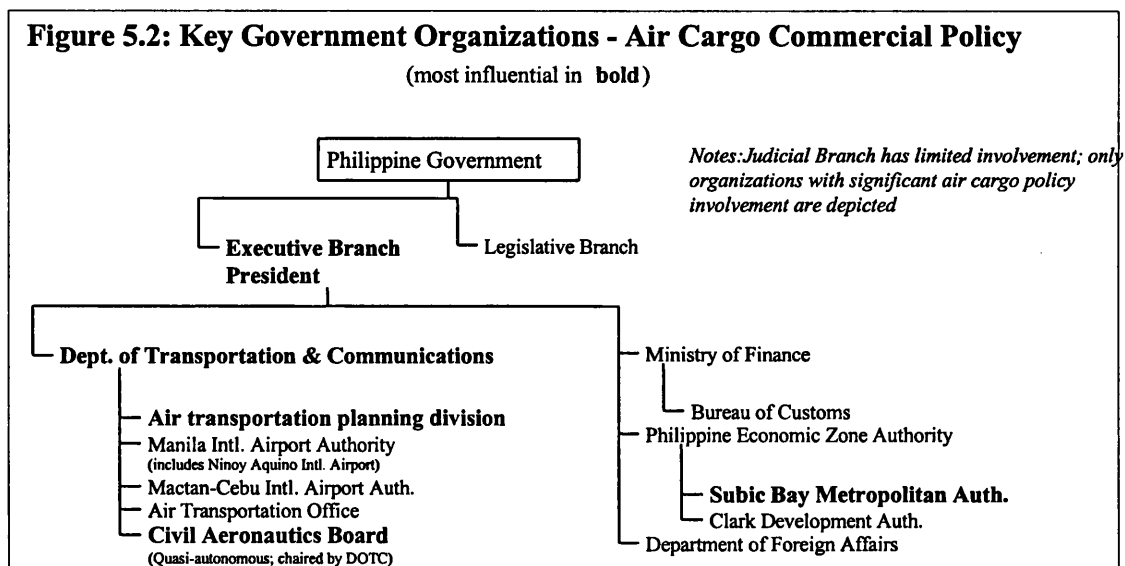 Figure 5.2: Key Government Organizations - Air Cargo Commercial Policy
(most influential in bold)
Philippine Government
Notes:Judicial Branch has limited involvement; only
organizations with significant air cargo policy
involvement are depicted
Executive Branch
President
Legislative Branch
Dept. of Transportation & Communications
Air transportation planning division
Manila Intl. Airport Authority
(includes Ninoy Aquino Intl. Airport)
Mactan-Cebu Intl. Airport Auth.
Air Transportation Office
Civil Aeronautics Board
(Quasi-autonomous; chaired by DOTC)
Ministry of Finance
Bureau of Customs
Philippine Economic Zone Authority
Subic Bay Metropolitan Auth.
Clark Development Auth.
Department of Foreign Affairs